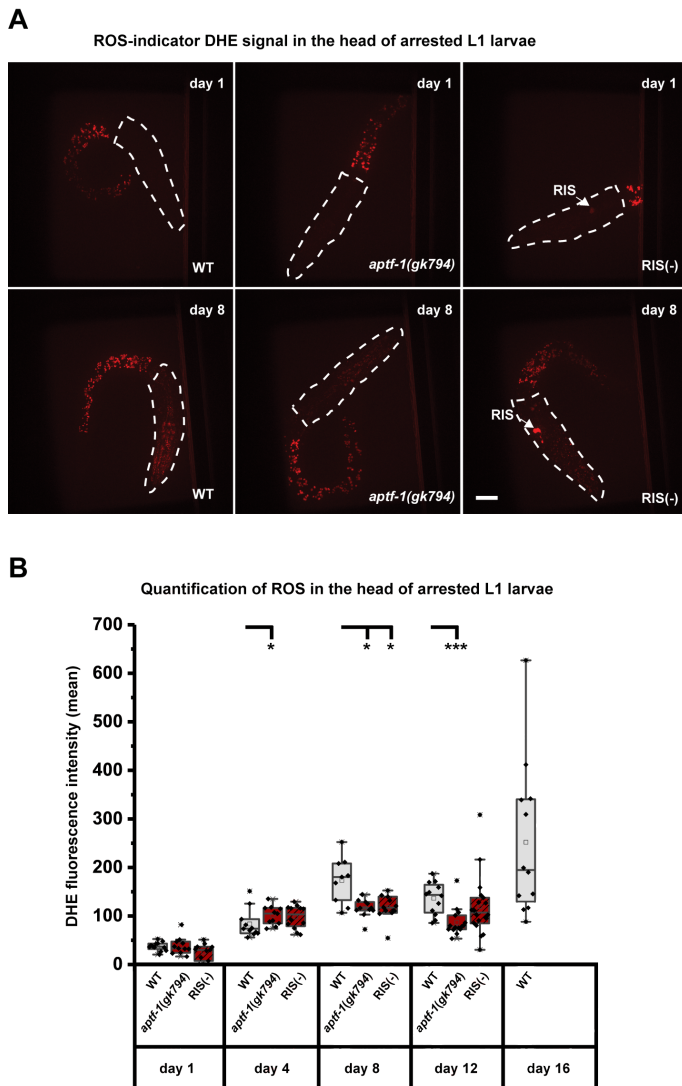 A
ROS-indicator DHE signal in the head of arrested L1 larvae
day 1
day 1
day 1
RIS
WT
aptf-1(gk794)
RIS(-)
day 8
day 8
day 8
RIS
WT
aptf-1(gk794)
RIS(-)
B
Quantification of ROS in the head of arrested L1 larvae
DHE fluorescence intensity (mean)
700
600
500
400
300
200
100
0
* * * ***
WT aptf-1(gk794) RIS(-) WT aptf-1(gk794) RIS(-) WT aptf-1(gk794) RIS(-) WT aptf-1(gk794) RIS(-) WT
day 1 day 4 day 8 day 12 day 16